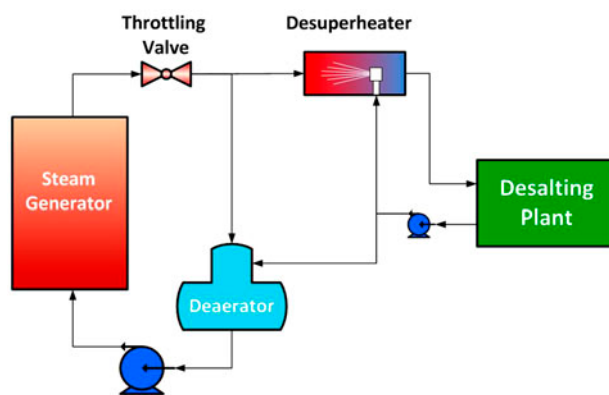 Throttling
Valve
Desuperheater
Steam
Generator
Desalting
Plant
Deaerator